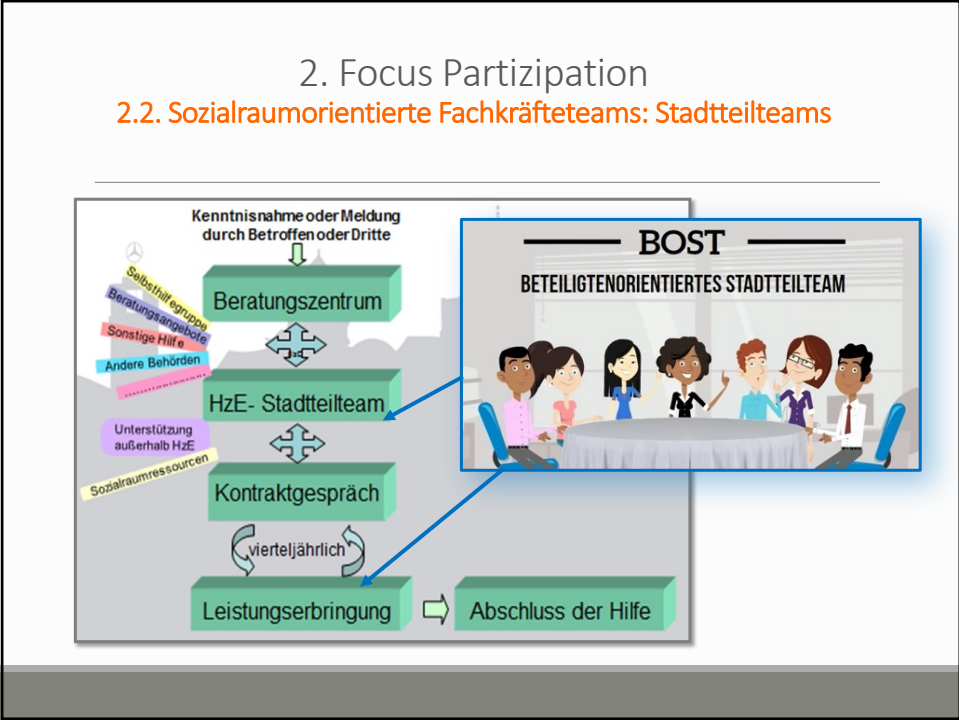 2. Focus Partizipation
2.2. Sozialraumorientierte Fachkräfteteams: Stadtteilteams
Kenntnisnahme oder Meldung
durch Betroffen oder Dritte
Selbsthilfegruppe
Beratungsangebote
Sonstige Hilfe
Andere Behörden
Beratungszentrum
HzE- Stadtteilteam
Unterstützung
außerhalb HzE
Sozialraumressourcen
Kontraktgespräch
vierteljährlich
Leistungserbringung
Abschluss der Hilfe
BOST
BETEILIGTENORIENTIERTES STADTTEILTEAM